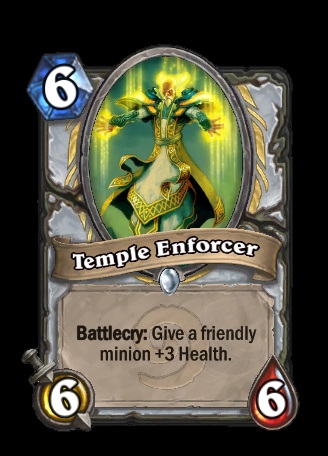 6
Temple Enforcer
Battlecry: Give a friendly
minion +3 Health.
6
6